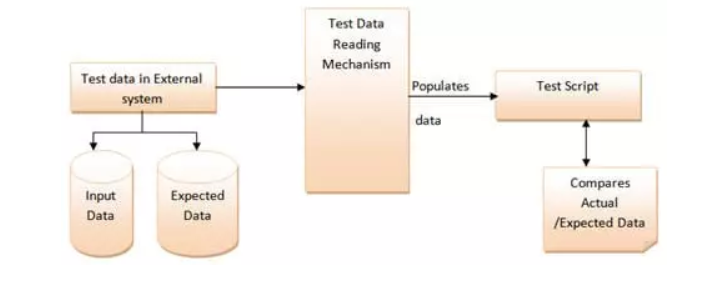 Test Data
Reading
Mechanism
Test data in External
system
Populates
data
Test Script
Input
Data
Expected
Data
Compares
Actual
/Expected Data